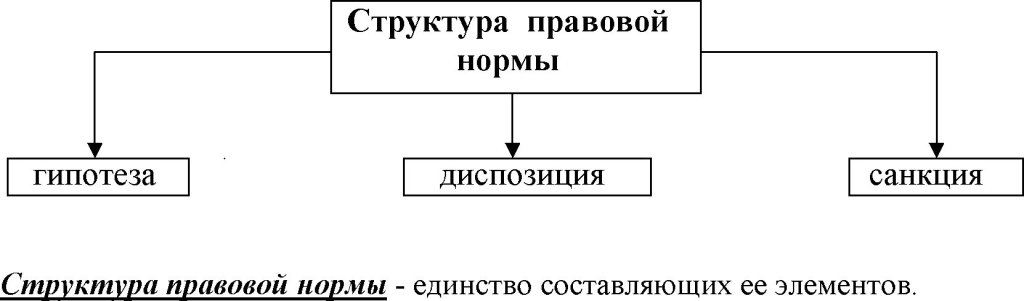 Структура правовой
нормы
гипотеза
диспозиция
санкция
Структура правовой нормы - единство составляющих ее элементов.